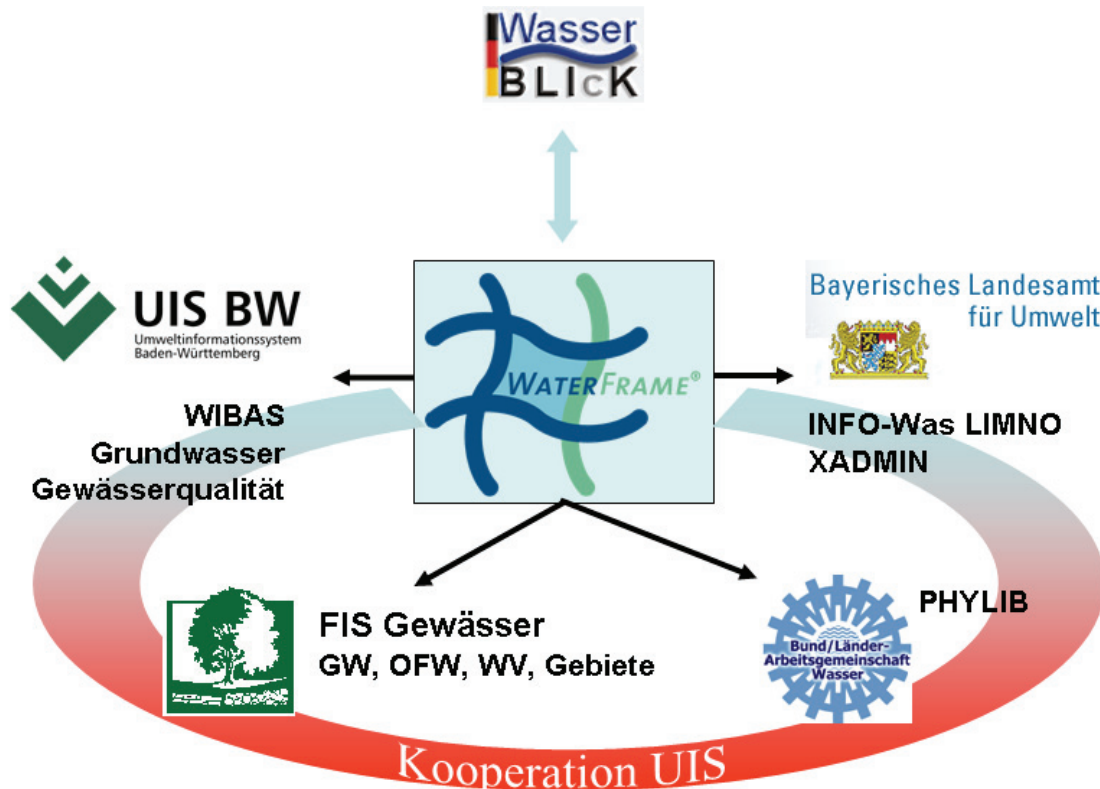 Wasser
BLIcK
UIS BW
Umweltinformationssystem
Baden-Württemberg
Bayerisches Landesamt
für Umwelt
WATERFRAME®
WIBAS
Grundwasser
Gewässerqualität
INFO-Was LIMNO
XADMIN
FIS Gewässer
GW, OFW, WV, Gebiete
PHYLIB
Bund/Länder-
Arbeitsgemeinschaft
Wasser
Kooperation UIS